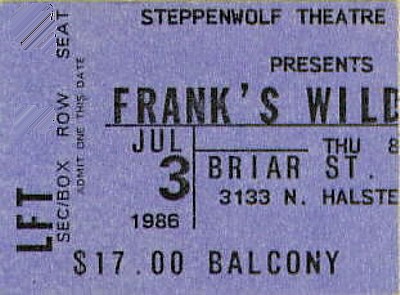 STEPPENWOLF THEATRE
PRESENTS
FRANK'S WILD
JUL
3
1986
THU 8
BRIAR ST.
3133 N. HALSTE
$17.00 BALCONY
LFT
SEC/BOX ROW SEAT
ADMIT ONE THIS DATE